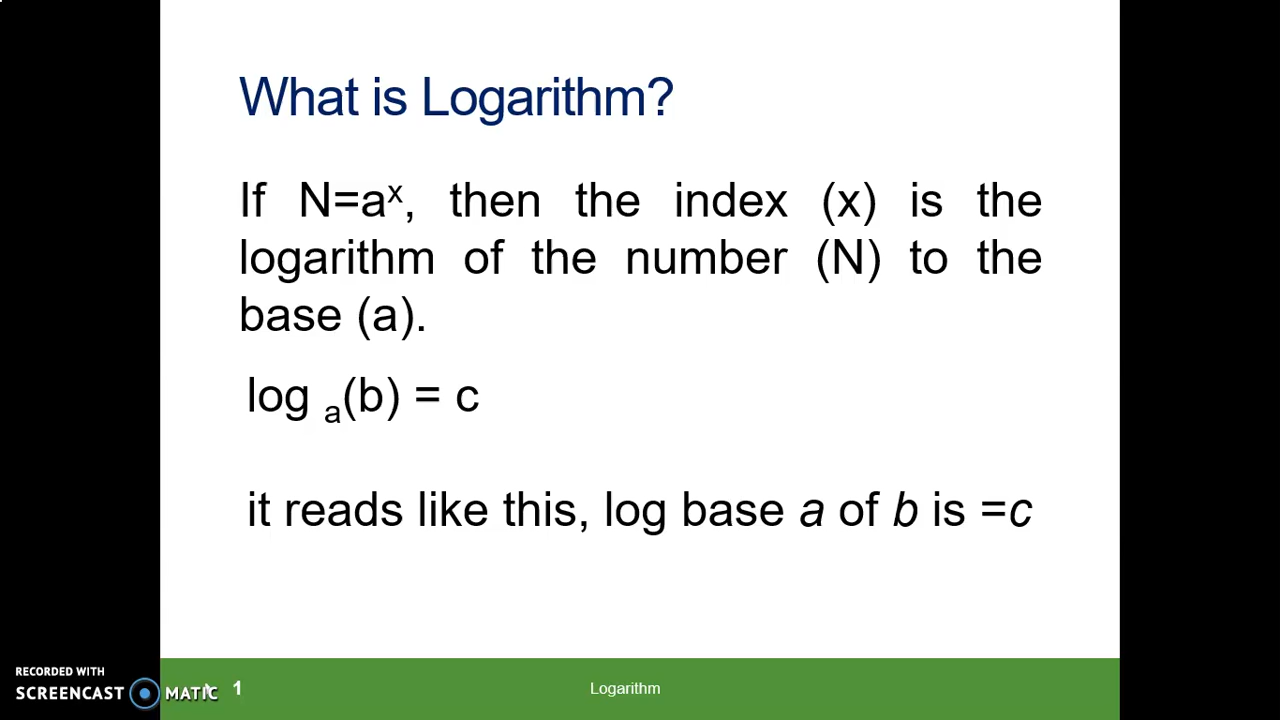 What is Logarithm?
If N=aˣ, then the index (x) is the
logarithm of the number (N) to the
base (a).
log ₐ(b) = c
it reads like this, log base a of b is =c
RECORDED WITH
SCREENCAST MATIC
1
Logarithm